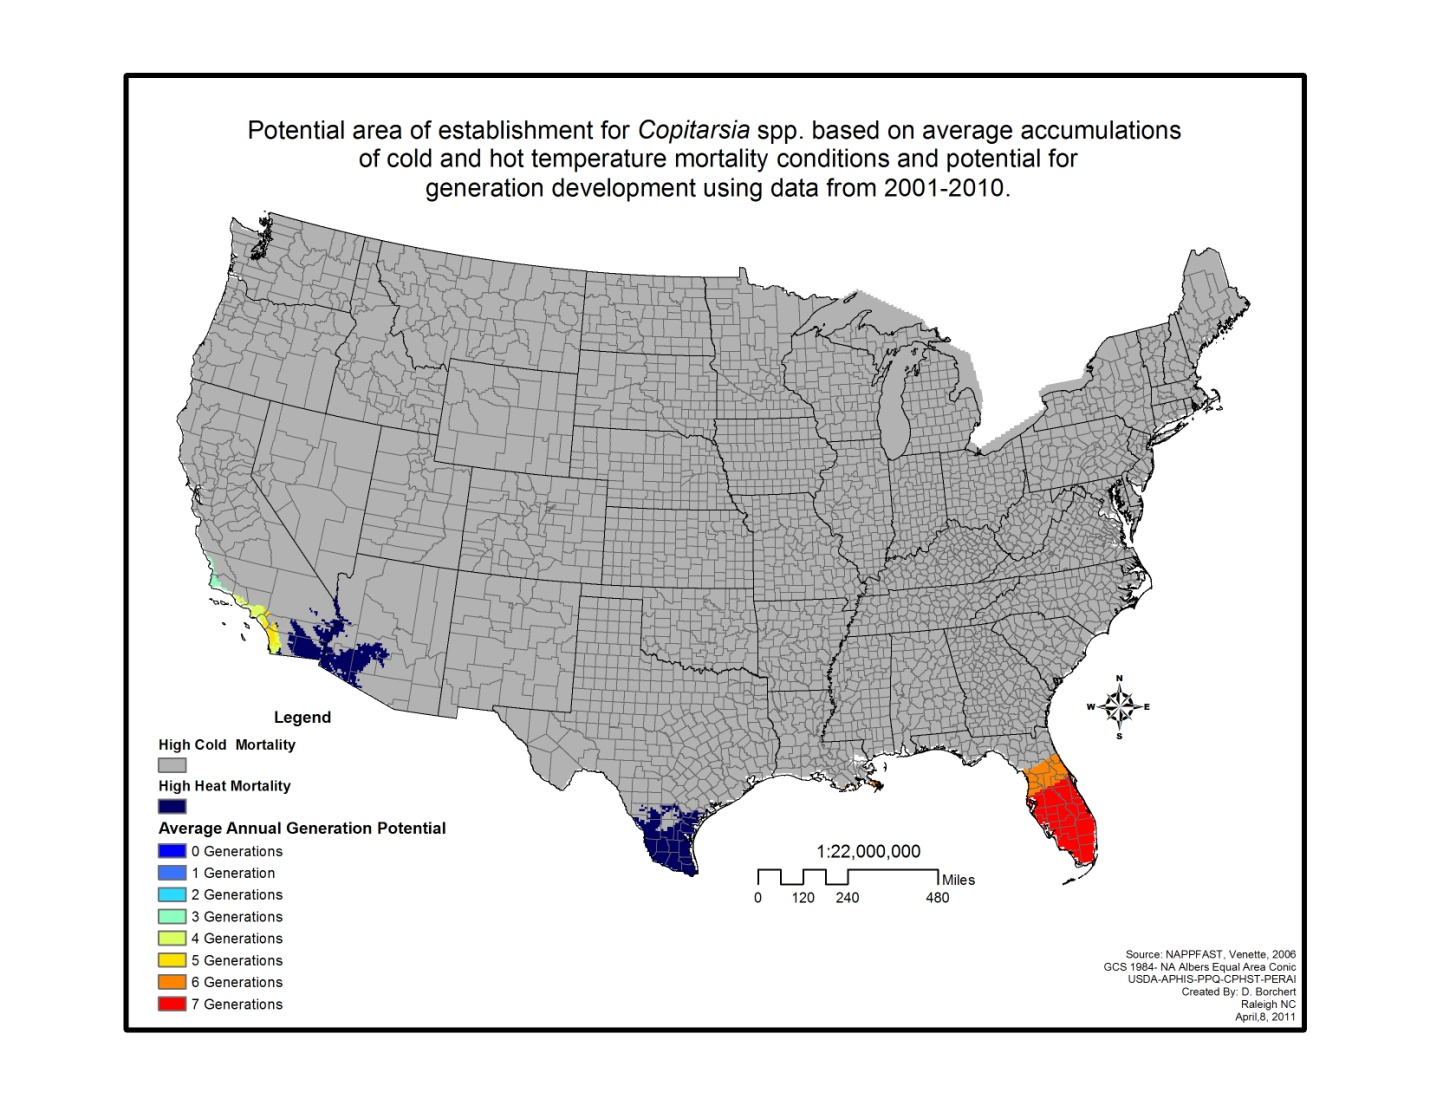 Potential area of establishment for Copitarsia spp. based on average accumulations
of cold and hot temperature mortality conditions and potential for
generation development using data from 2001-2010.
N
W
E
S
Legend
High Cold  Mortality
High Heat Mortality
Average Annual Generation Potential
0 Generations
1 Generation
2 Generations
3 Generations
4 Generations
5 Generations
6 Generations
7 Generations
1:22,000,000
Miles
0 120 240 480
Source: NAPPFAST, Venette, 2006
GCS 1984- NA Albers Equal Area Conic
USDA-APHIS-PPQ-CPHST-PERAl
Created By: D. Borchert
Raleigh NC
April,8, 2011